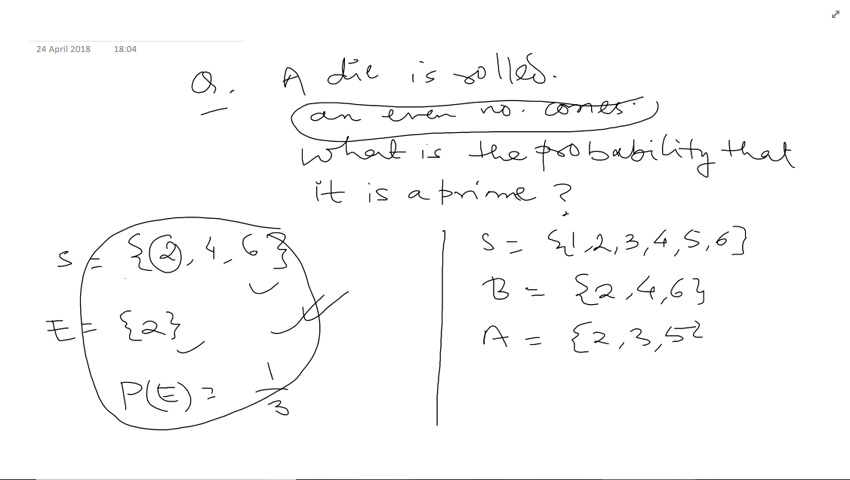 24 April 2018 18:04
Q. A die is rolled.
an even no. comes.
What is the probability that
it is a prime?
S = {2, 4, 6}
E = {2}
P(E) = 1/3
S = {1, 2, 3, 4, 5, 6}
B = {2, 4, 6}
A = {2, 3, 5}